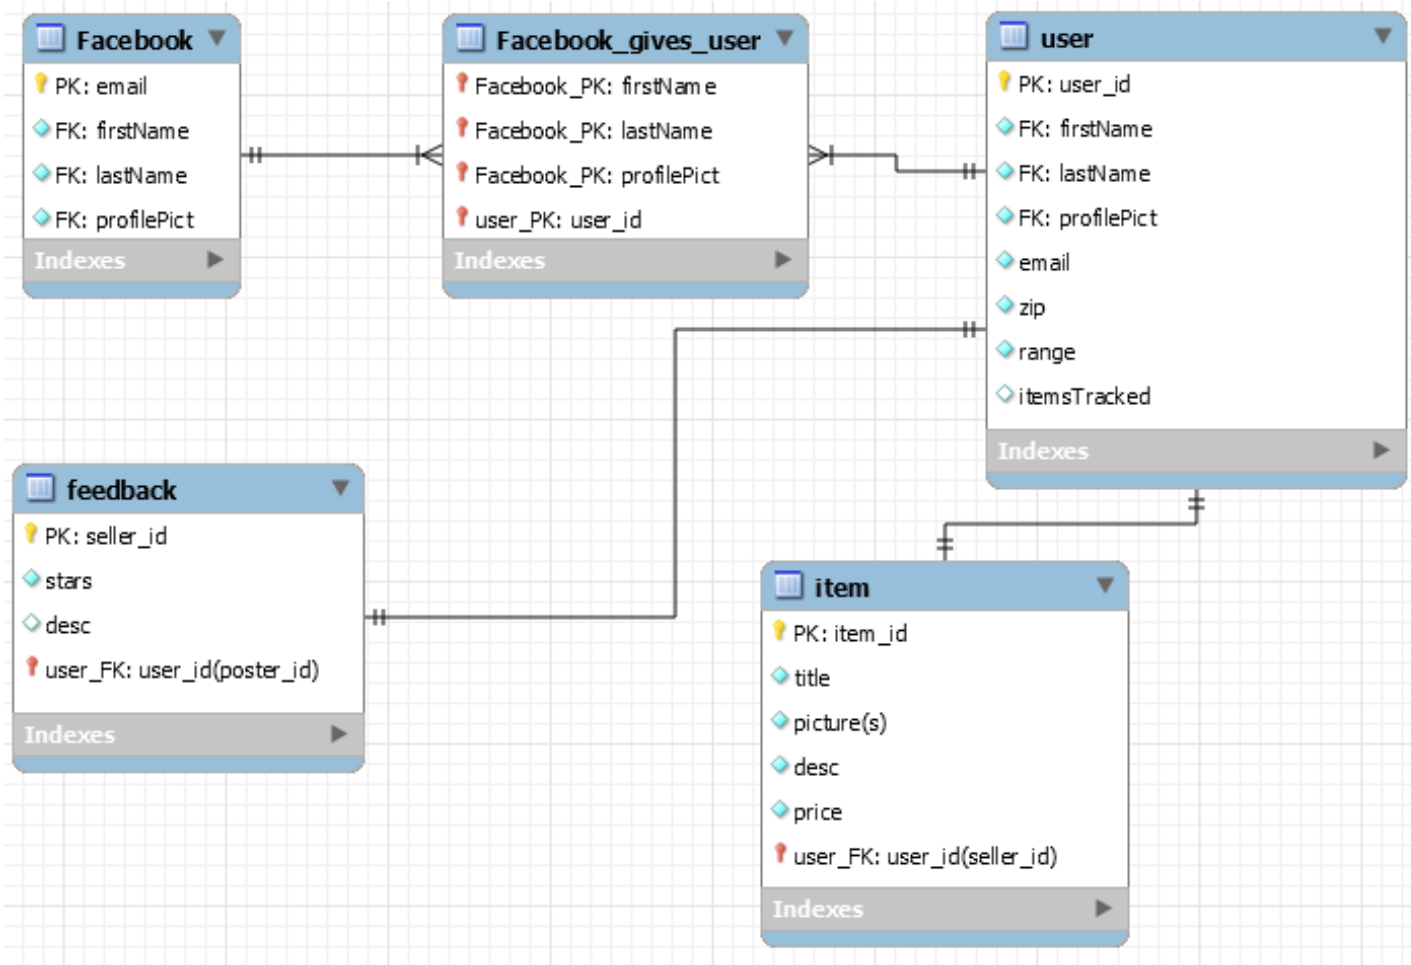 Facebook
PK: email
FK: firstName
FK: lastName
FK: profilePict
Indexes
Facebook_gives_user
Facebook_PK: firstName
Facebook_PK: lastName
Facebook_PK: profilePict
user_PK: user_id
Indexes
user
PK: user_id
FK: firstName
FK: lastName
FK: profilePict
email
zip
range
itemsTracked
Indexes
feedback
PK: seller_id
stars
desc
user_FK: user_id(poster_id)
Indexes
item
PK: item_id
title
picture(s)
desc
price
user_FK: user_id(seller_id)
Indexes